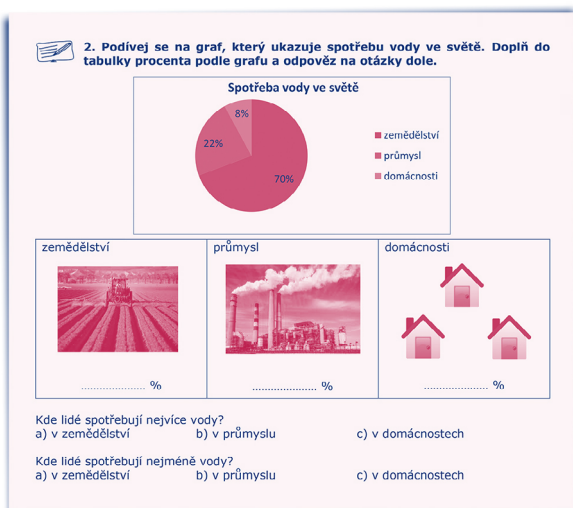 2. Podívej se na graf, který ukazuje spotřebu vody ve světě. Doplň do
tabulky procenta podle grafu a odpověz na otázky dole.
Spotřeba vody ve světě
8%
22%
70%
zemědělství
průmysl
domácnosti
zemědělství průmysl domácnosti
..................... % ..................... % ..................... %
Kde lidé spotřebují nejvíce vody?
a) v zemědělství b) v průmyslu c) v domácnostech
Kde lidé spotřebují nejméně vody?
a) v zemědělství b) v průmyslu c) v domácnostech